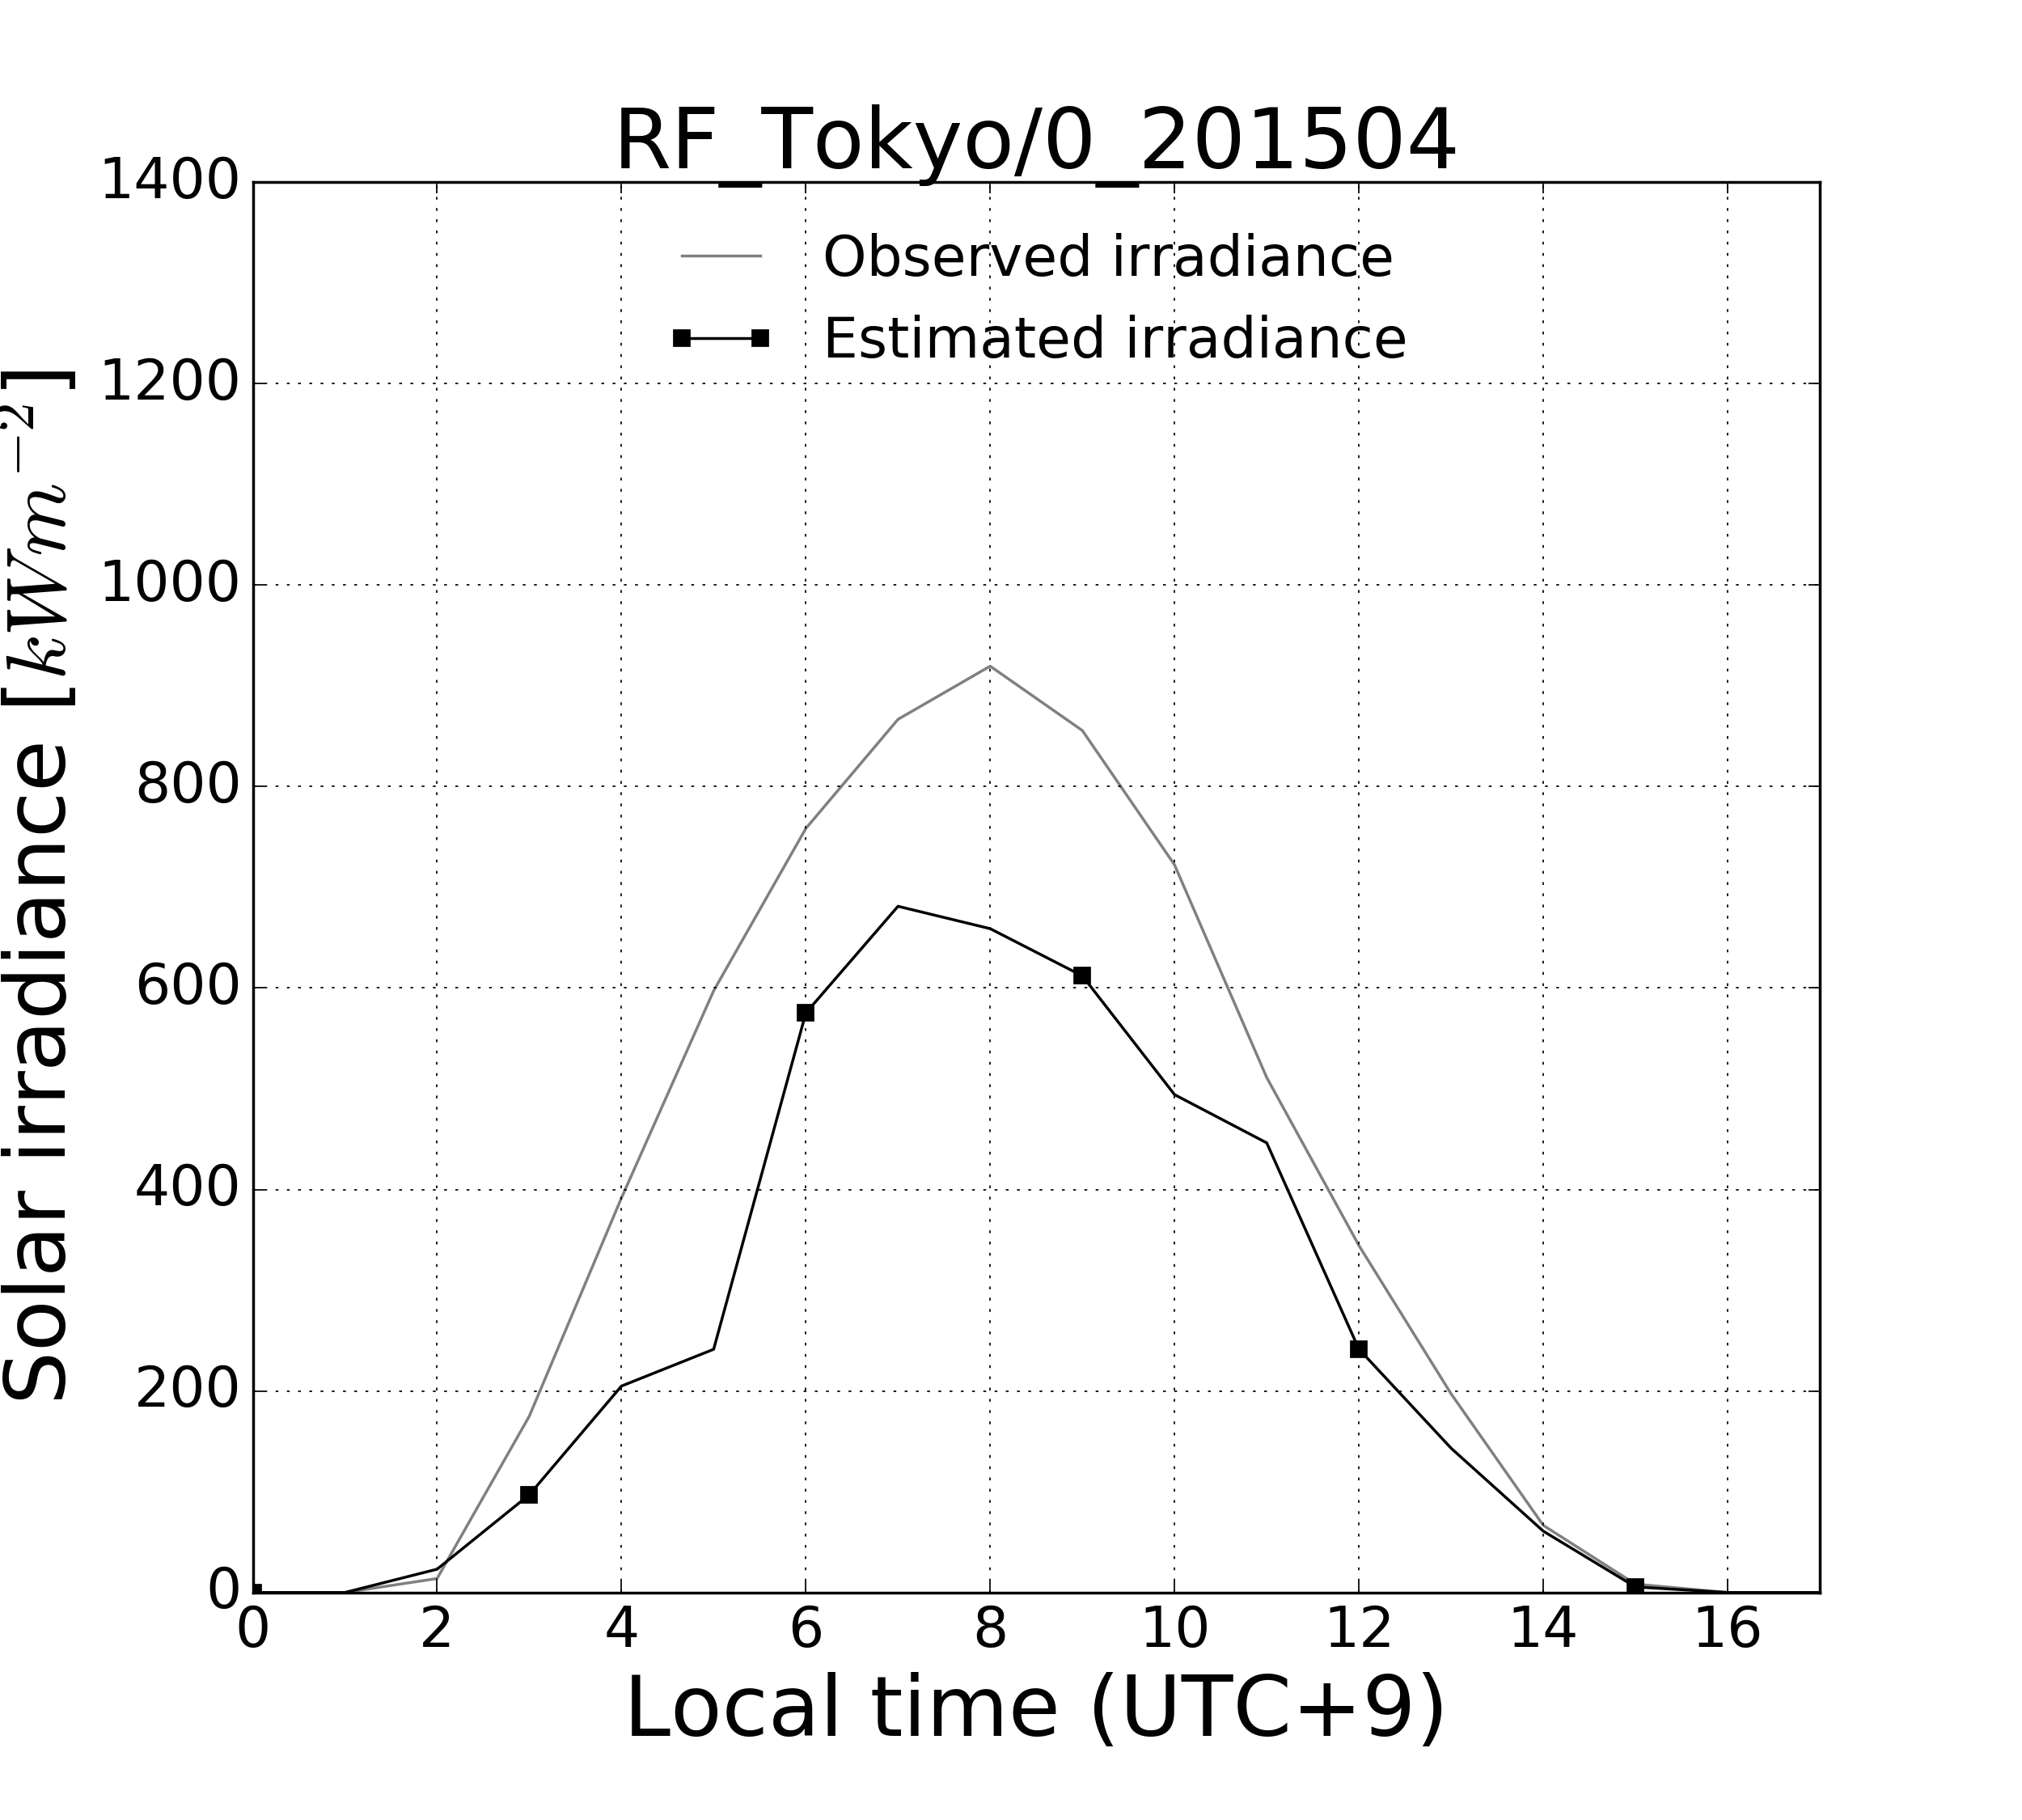 RF_Tokyo/0_201504
Observed irradiance
Estimated irradiance
Solar irradiance [kWm⁻²]
1400
1200
1000
800
600
400
200
0
0 2 4 6 8 10 12 14 16
Local time (UTC+9)